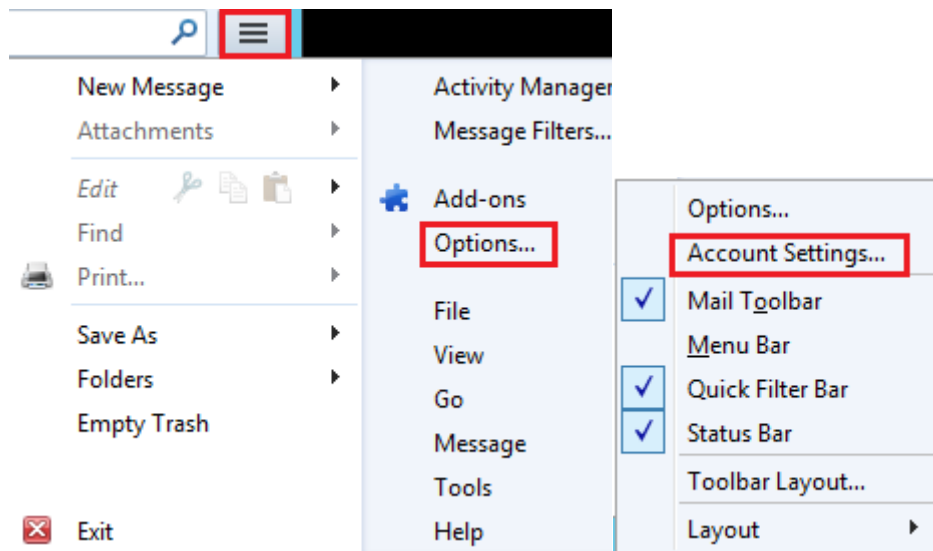 New Message
Attachments
Edit
Find
Print...
Save As
Folders
Empty Trash
Exit
Activity Manager
Message Filters...
Add-ons
Options...
File
View
Go
Message
Tools
Help
Options...
Account Settings...
Mail Toolbar
Menu Bar
Quick Filter Bar
Status Bar
Toolbar Layout...
Layout